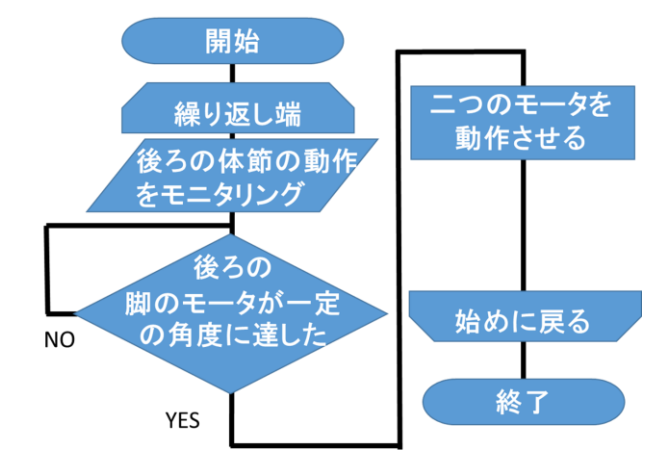 開始
繰り返し端
後ろの体節の動作
をモニタリング
後ろの
脚のモータが一定
の角度に達した
NO
YES
二つのモータを
動作させる
始めに戻る
終了